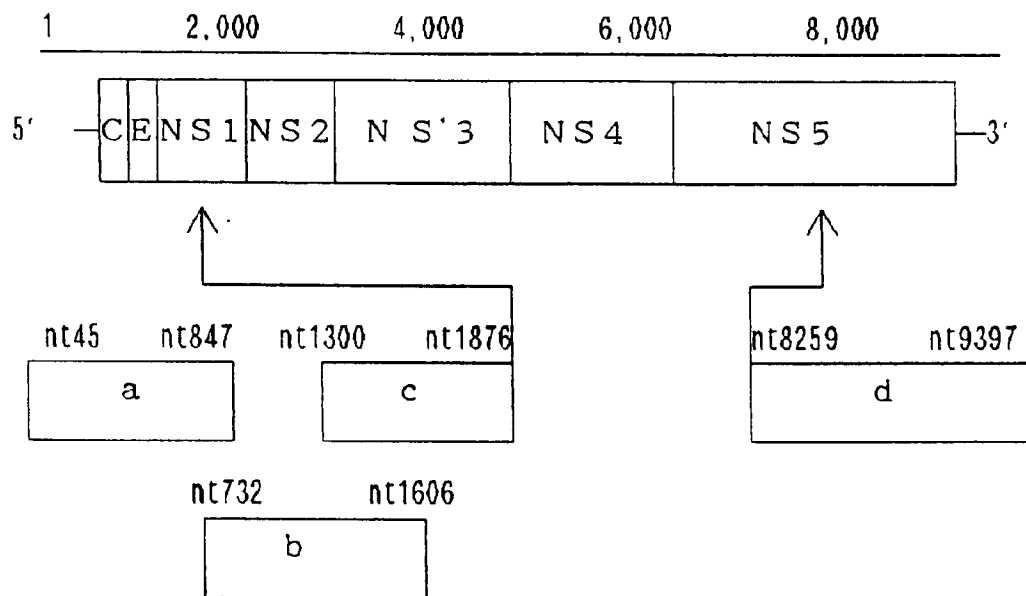 1 2,000 4,000 6,000 8,000
5' C E NS1 NS2 N S'3 NS4 NS5 3'
nt45 nt847 nt1300 nt1876 nt8259 nt9397
a c d
nt732 nt1606
b